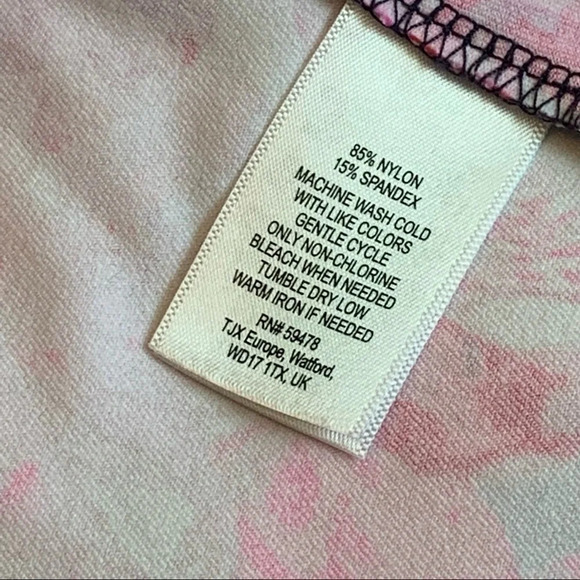 85% NYLON
15% SPANDEX
MACHINE WASH COLD
WITH LIKE COLORS
GENTLE CYCLE
ONLY NON-CHLORINE
BLEACH WHEN NEEDED
TUMBLE DRY LOW
WARM IRON IF NEEDED
RN# 59478
TJX Europe, Watford,
WD17 1TX, UK